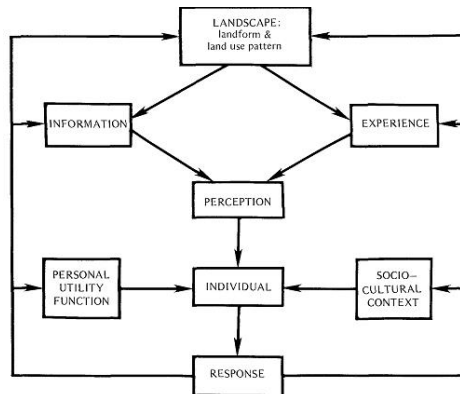 LANDSCAPE:
landform &
land use pattern
INFORMATION
EXPERIENCE
PERCEPTION
PERSONAL
UTILITY
FUNCTION
INDIVIDUAL
SOCIO—
CULTURAL
CONTEXT
RESPONSE